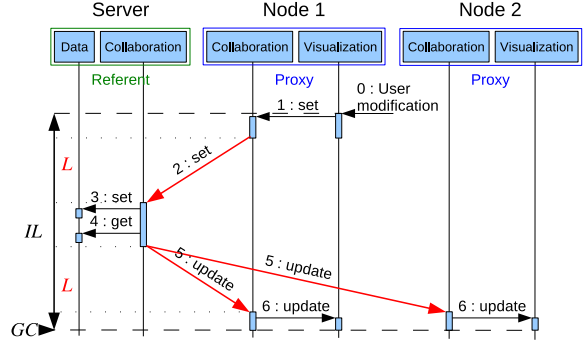 Server Node 1 Node 2
Data Collaboration Collaboration Visualization Collaboration Visualization
Referent Proxy Proxy
0 : User
modification
1 : set
2 : set
L
3 : set
4 : get
IL
5 : update
5 : update
L
6 : update
6 : update
GC